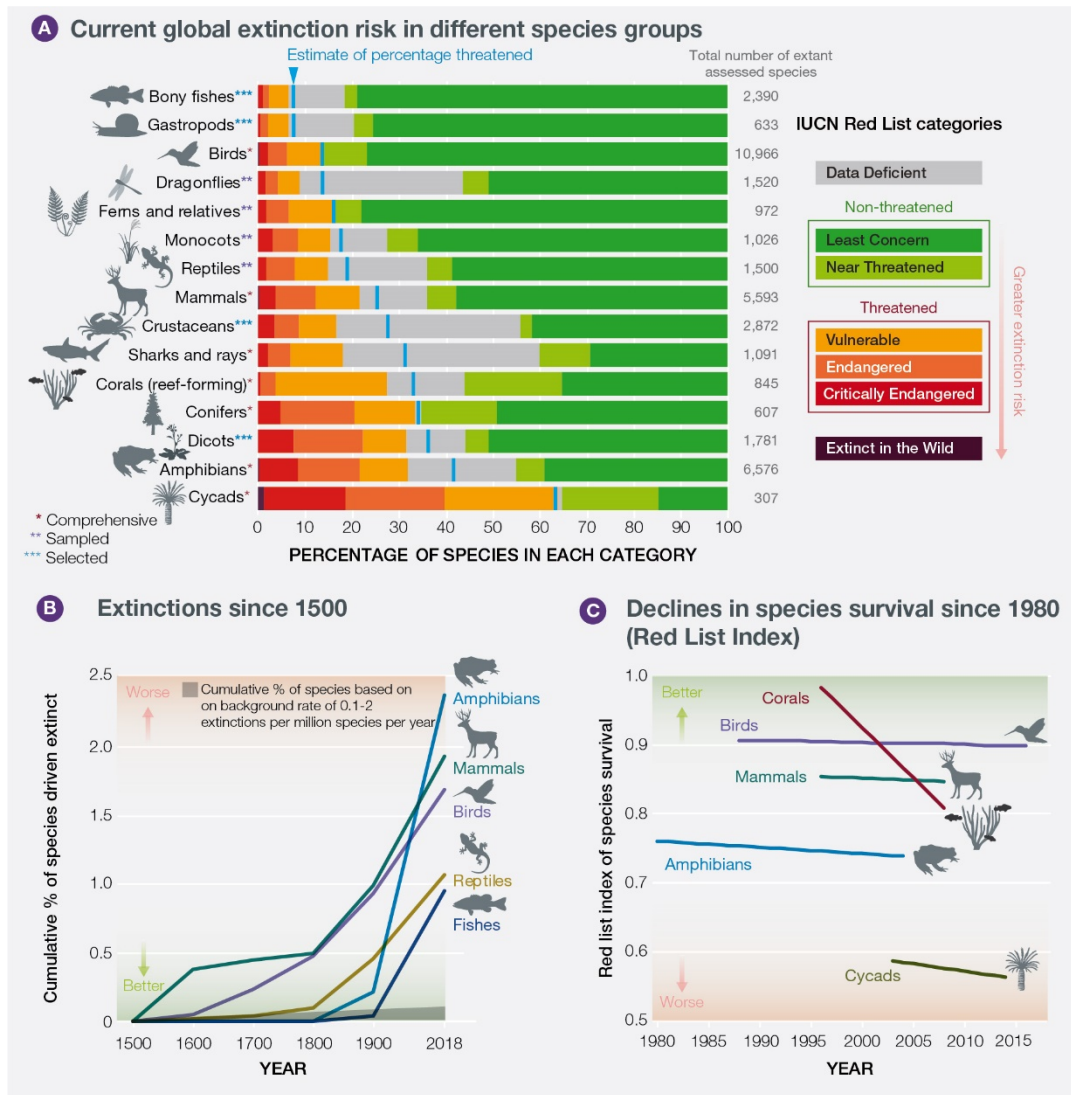 A Current global extinction risk in different species groups
Estimate of percentage threatened
Total number of extant
assessed species
Bony fishes*** 2,390
Gastropods*** 633
Birds* 10,966
Dragonflies** 1,520
Ferns and relatives** 972
Monocots** 1,026
Reptiles** 1,500
Mammals* 5,593
Crustaceans*** 2,872
Sharks and rays* 1,091
Corals (reef-forming)* 845
Conifers* 607
Dicots*** 1,781
Amphibians* 6,576
Cycads* 307
0 10 20 30 40 50 60 70 80 90 100
PERCENTAGE OF SPECIES IN EACH CATEGORY
* Comprehensive
** Sampled
*** Selected
IUCN Red List categories
Data Deficient
Non-threatened
Least Concern
Near Threatened
Threatened
Vulnerable
Endangered
Critically Endangered
Extinct in the Wild
Greater extinction risk
B Extinctions since 1500
Cumulative % of species driven extinct
2.5
2.0
1.5
1.0
0.5
0
Worse
Better
Cumulative % of species based on
on background rate of 0.1-2
extinctions per million species per year
Amphibians
Mammals
Birds
Reptiles
Fishes
1500 1600 1700 1800 1900 2018
YEAR
C Declines in species survival since 1980
(Red List Index)
Red list index of species survival
1.0
0.9
0.8
0.7
0.6
0.5
Better
Worse
Corals
Birds
Mammals
Amphibians
Cycads
1980 1985 1990 1995 2000 2005 2010 2015
YEAR